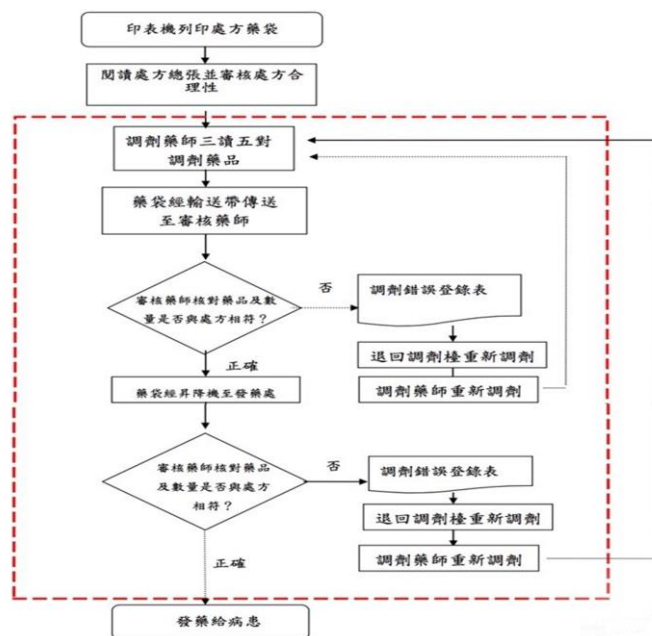 印表機列印處方藥袋
閱讀處方總張並審核處方合
理性
調劑藥師三讀五對
調劑藥品
藥袋經輸送帶傳送
至審核藥師
審核藥師核對藥品及數
量是否與處方相符？
否
調劑錯誤登錄表
退回調劑檯重新調劑
調劑藥師重新調劑
正確
藥袋經昇降機至發藥處
審核藥師核對藥品
及數量是否與處方
相符？
否
調劑錯誤登錄表
退回調劑檯重新調劑
調劑藥師重新調劑
正確
發藥給病患